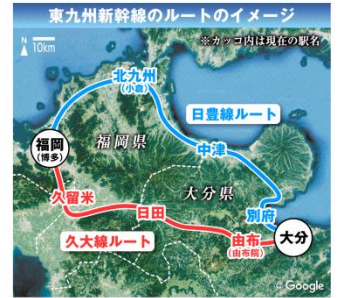 東九州新幹線のルートのイメージ
N
10km
※カッコ内は現在の駅名
北九州
(小倉)
日豊線ルート
福岡
(博多)
福岡県
中津
大分県
久留米
日田
別府
久大線ルート
由布
(由布院)
大分
© Google